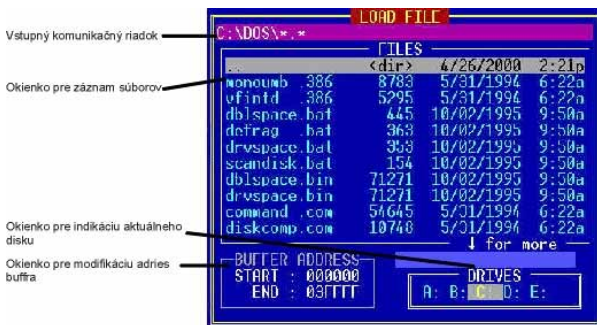 LOAD FILE
Vstupný komunikačný riadok
C:\DOS\*.*
FILES
.. <dir> 4/26/2000 2:21p
Okienko pre záznam súborov
monoumb .386 8783 5/31/1994 6:22a
vfintd .386 5295 5/31/1994 6:22a
dblspace.bat 445 10/02/1995 9:50a
defrag .bat 363 10/02/1995 9:50a
drvspace.bat 353 10/02/1995 9:50a
scandisk.bat 154 10/02/1995 9:50a
dblspace.bin 71271 10/02/1995 9:50a
drvspace.bin 71271 10/02/1995 9:50a
command .com 54645 5/31/1994 6:22a
diskcomp.com 10748 5/31/1994 6:22a
↓ for more
Okienko pre indikáciu aktuálneho
disku
Okienko pre modifikáciu adries
buffra
BUFFER ADDRESS
START : 000000
END : 03FFFF
DRIVES
A: B: C: D: E: